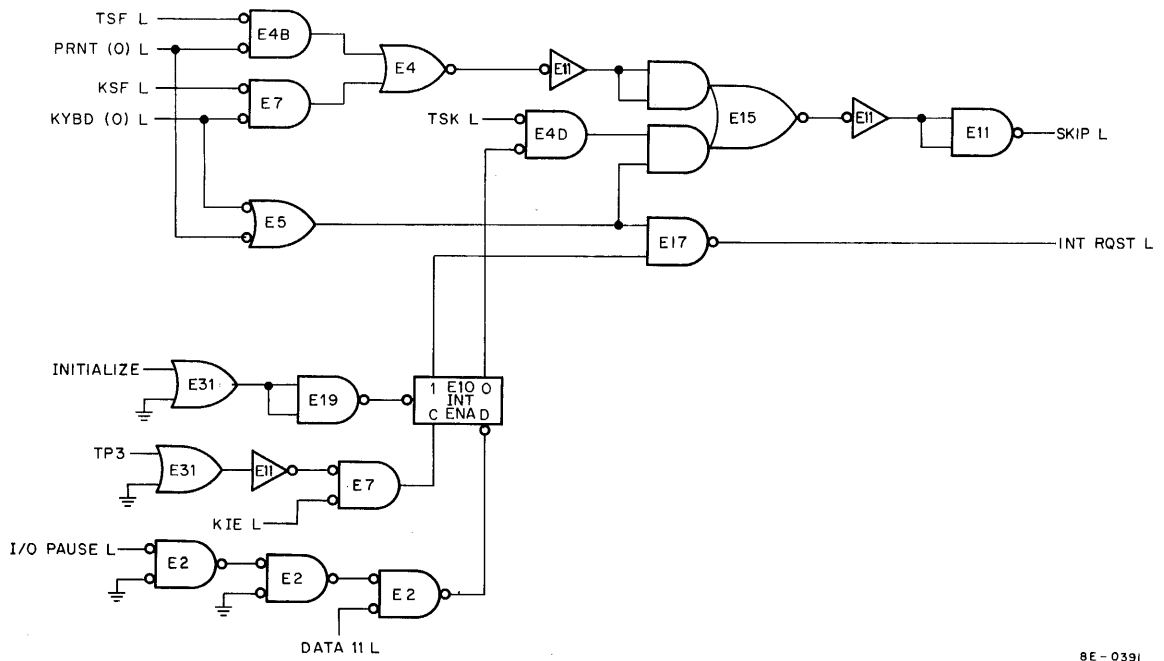 TSF L
E4B
PRNT (0) L
E4
E11
KSF L
E7
KYBD (0) L
TSK L
E4D
E15
E11
E11
SKIP L
E5
E17
INT RQST L
INITIALIZE
E31
E19
1 E10 0
INT
C ENA D
TP3
E31
E11
E7
KIE L
I/O PAUSE L
E2
E2
E2
DATA 11 L
8E-0391